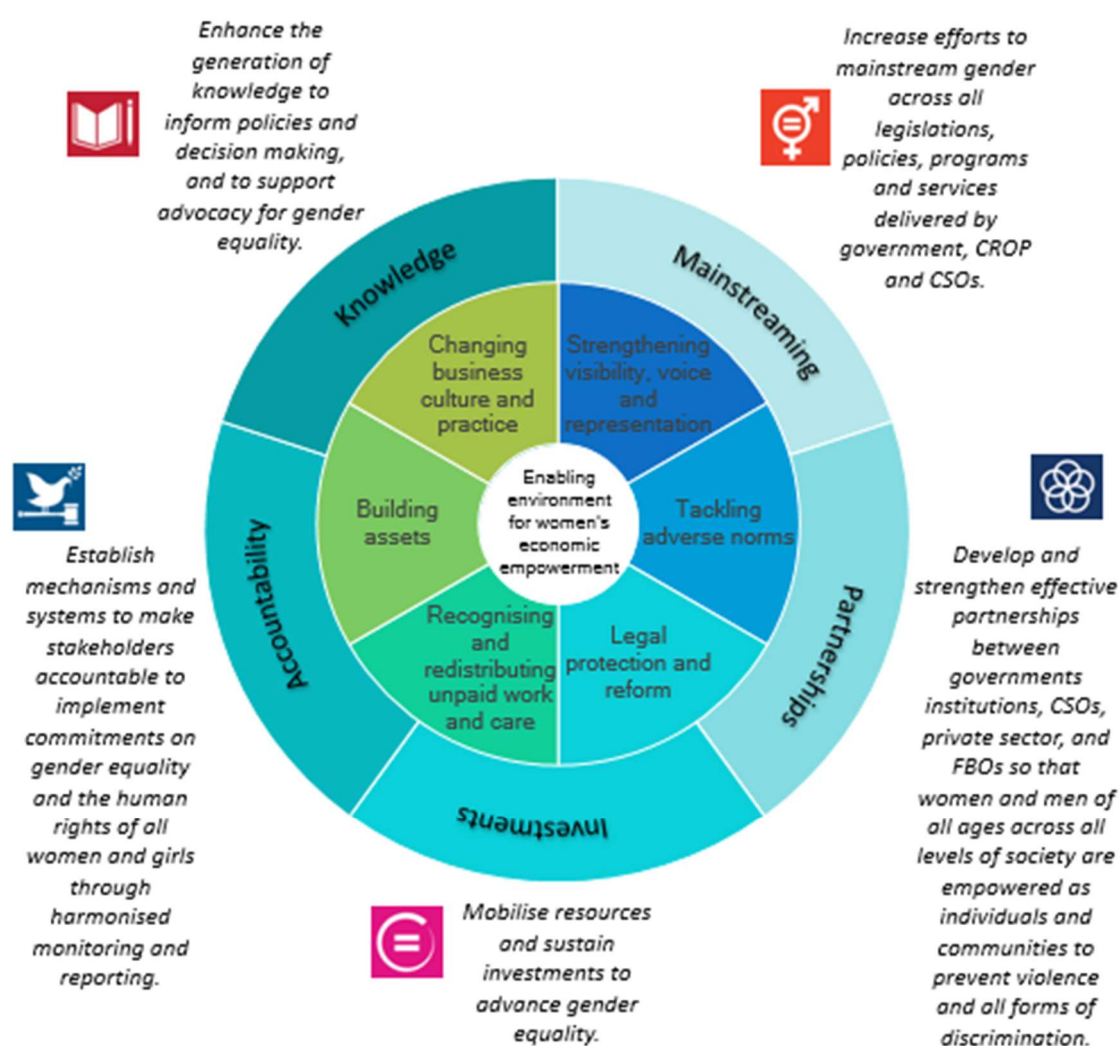 Enhance the
generation of
knowledge to
inform policies and
decision making,
and to support
advocacy for gender
equality.
Increase efforts to
mainstream gender
across all
legislations,
policies, programs
and services
delivered by
government, CROP
and CSOs.
Knowledge
Mainstreaming
Changing
business
culture and
practice
Strengthening
visibility, voice
and
representation
Building
assets
Enabling
environment
for women's
economic
empowerment
Tackling
adverse norms
Recognising
and
redistributing
unpaid work
and care
Legal
protection and
reform
Accountability
Partnerships
Investments
Establish
mechanisms and
systems to make
stakeholders
accountable to
implement
commitments on
gender equality
and the human
rights of all
women and girls
through
harmonised
monitoring and
reporting.
Develop and
strengthen effective
partnerships
between
governments
institutions, CSOs,
private sector, and
FBOs so that
women and men of
all ages across all
levels of society are
empowered as
individuals and
communities to
prevent violence
and all forms of
discrimination.
Mobilise resources
and sustain
investments to
advance gender
equality.